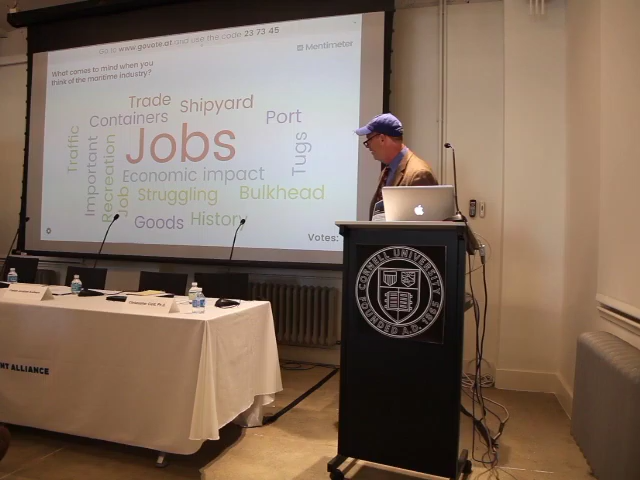 Go to www.govote.at and use the code 23 73 45
Mentimeter
What comes to mind when you
think of the maritime industry?
Trade
Shipyard
Containers
Port
Traffic
Important
Recreation
Jobs
Tugs
Economic impact
Job
Struggling
Bulkhead
Goods
History
Votes:
CORNELL UNIVERSITY
FOUNDED A.D. 1865
NT ALLIANCE